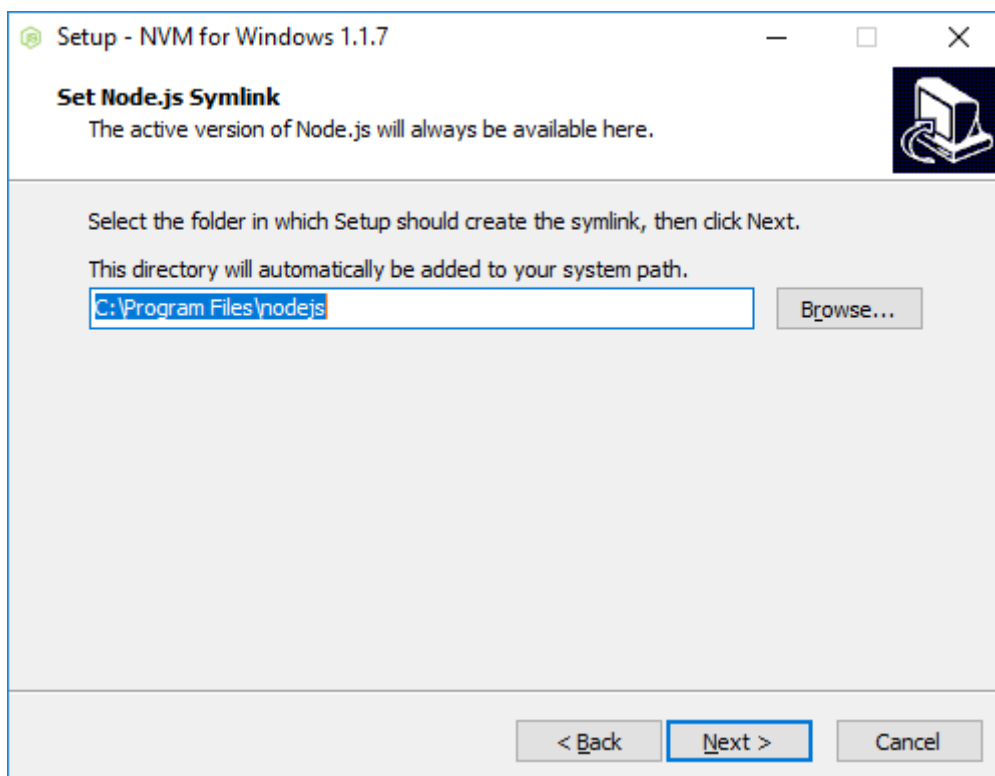 Setup - NVM for Windows 1.1.7
Set Node.js Symlink
The active version of Node.js will always be available here.
Select the folder in which Setup should create the symlink, then click Next.
This directory will automatically be added to your system path.
C:\Program Files\nodejs
Browse...
< Back
Next >
Cancel